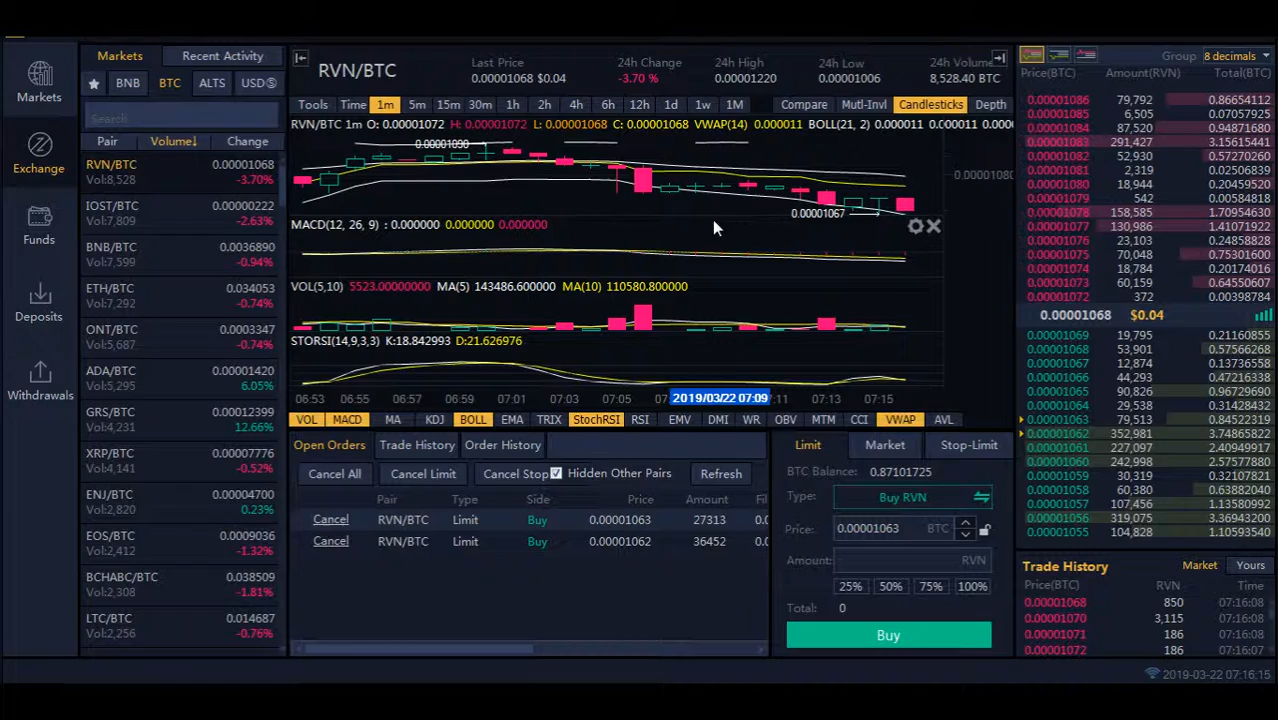 Markets
Exchange
Funds
Deposits
Withdrawals
Markets Recent Activity
BNB BTC ALTS USDⓈ
Search
Pair Volume↓ Change
RVN/BTC 0.00001068
Vol:8,528 -3.70%
IOST/BTC 0.00000222
Vol:7,809 -2.63%
BNB/BTC 0.0036890
Vol:7,599 -0.94%
ETH/BTC 0.034053
Vol:7,292 -0.74%
ONT/BTC 0.0003347
Vol:5,687 -0.74%
ADA/BTC 0.00001420
Vol:5,295 6.05%
GRS/BTC 0.00012399
Vol:4,231 12.66%
XRP/BTC 0.00007776
Vol:4,141 -0.52%
ENJ/BTC 0.00004700
Vol:2,820 0.23%
EOS/BTC 0.0009036
Vol:2,412 -1.32%
BCHABC/BTC 0.038509
Vol:2,308 -1.81%
LTC/BTC 0.014687
Vol:2,256 -0.76%
RVN/BTC
Last Price 24h Change 24h High 24h Low 24h Volume
0.00001068 $0.04 -3.70 % 0.00001220 0.00001006 8,528.40 BTC
Tools Time 1m 5m 15m 30m 1h 2h 4h 6h 12h 1d 1w 1M Compare Mutl-Invl Candlesticks Depth
RVN/BTC 1m O: 0.00001072 H: 0.00001072 L: 0.00001068 C: 0.00001068 VWAP(14) 0.000011 BOLL(21, 2) 0.000011 0.000011 0.0000
0.00001090
0.00001080
0.00001067
MACD(12, 26, 9) : 0.000000 0.000000 0.000000
VOL(5,10) 5523.00000000 MA(5) 143486.600000 MA(10) 110580.800000
STORSI(14,9,3,3) K:18.842993 D:21.626976
06:53 06:55 06:57 06:59 07:01 07:03 07:05 2019/03/22 07:09 :11 07:13 07:15
VOL MACD MA KDJ BOLL EMA TRIX StochRSI RSI EMV DMI WR OBV MTM CCI VWAP AVL
Open Orders Trade History Order History
Cancel All Cancel Limit Cancel Stop Hidden Other Pairs Refresh
Pair Type Side Price Amount Fil
Cancel RVN/BTC Limit Buy 0.00001063 27313 0.0
Cancel RVN/BTC Limit Buy 0.00001062 36452 0.0
Limit Market Stop-Limit
BTC Balance: 0.87101725
Type: Buy RVN
Price: 0.00001063 BTC
Amount: RVN
25% 50% 75% 100%
Total: 0
Buy
Group 8 decimals
Price(BTC) Amount(RVN) Total(BTC)
0.00001086 79,792 0.86654112
0.00001085 6,505 0.07057925
0.00001084 87,520 0.94871680
0.00001083 291,427 3.15615441
0.00001082 52,930 0.57270260
0.00001081 2,319 0.02506839
0.00001080 18,944 0.20459520
0.00001079 542 0.00584818
0.00001078 158,585 1.70954630
0.00001077 130,986 1.41071922
0.00001076 23,103 0.24858828
0.00001075 70,048 0.75301600
0.00001074 18,784 0.20174016
0.00001073 60,159 0.64550607
0.00001072 372 0.00398784
0.00001068 $0.04
0.00001069 19,795 0.21160855
0.00001068 53,901 0.57566268
0.00001067 12,874 0.13736558
0.00001066 44,293 0.47216338
0.00001065 90,825 0.96729690
0.00001064 29,538 0.31428432
0.00001063 79,513 0.84522319
0.00001062 352,981 3.74865822
0.00001061 227,097 2.40949917
0.00001060 242,998 2.57577880
0.00001059 30,319 0.32107821
0.00001058 60,380 0.63882040
0.00001057 107,456 1.13580992
0.00001056 319,075 3.36943200
0.00001055 104,828 1.10593540
Trade History Market Yours
Price(BTC) RVN Time
0.00001068 850 07:16:08
0.00001070 3,115 07:16:08
0.00001071 186 07:16:08
0.00001072 186 07:16:07
2019-03-22 07:16:15